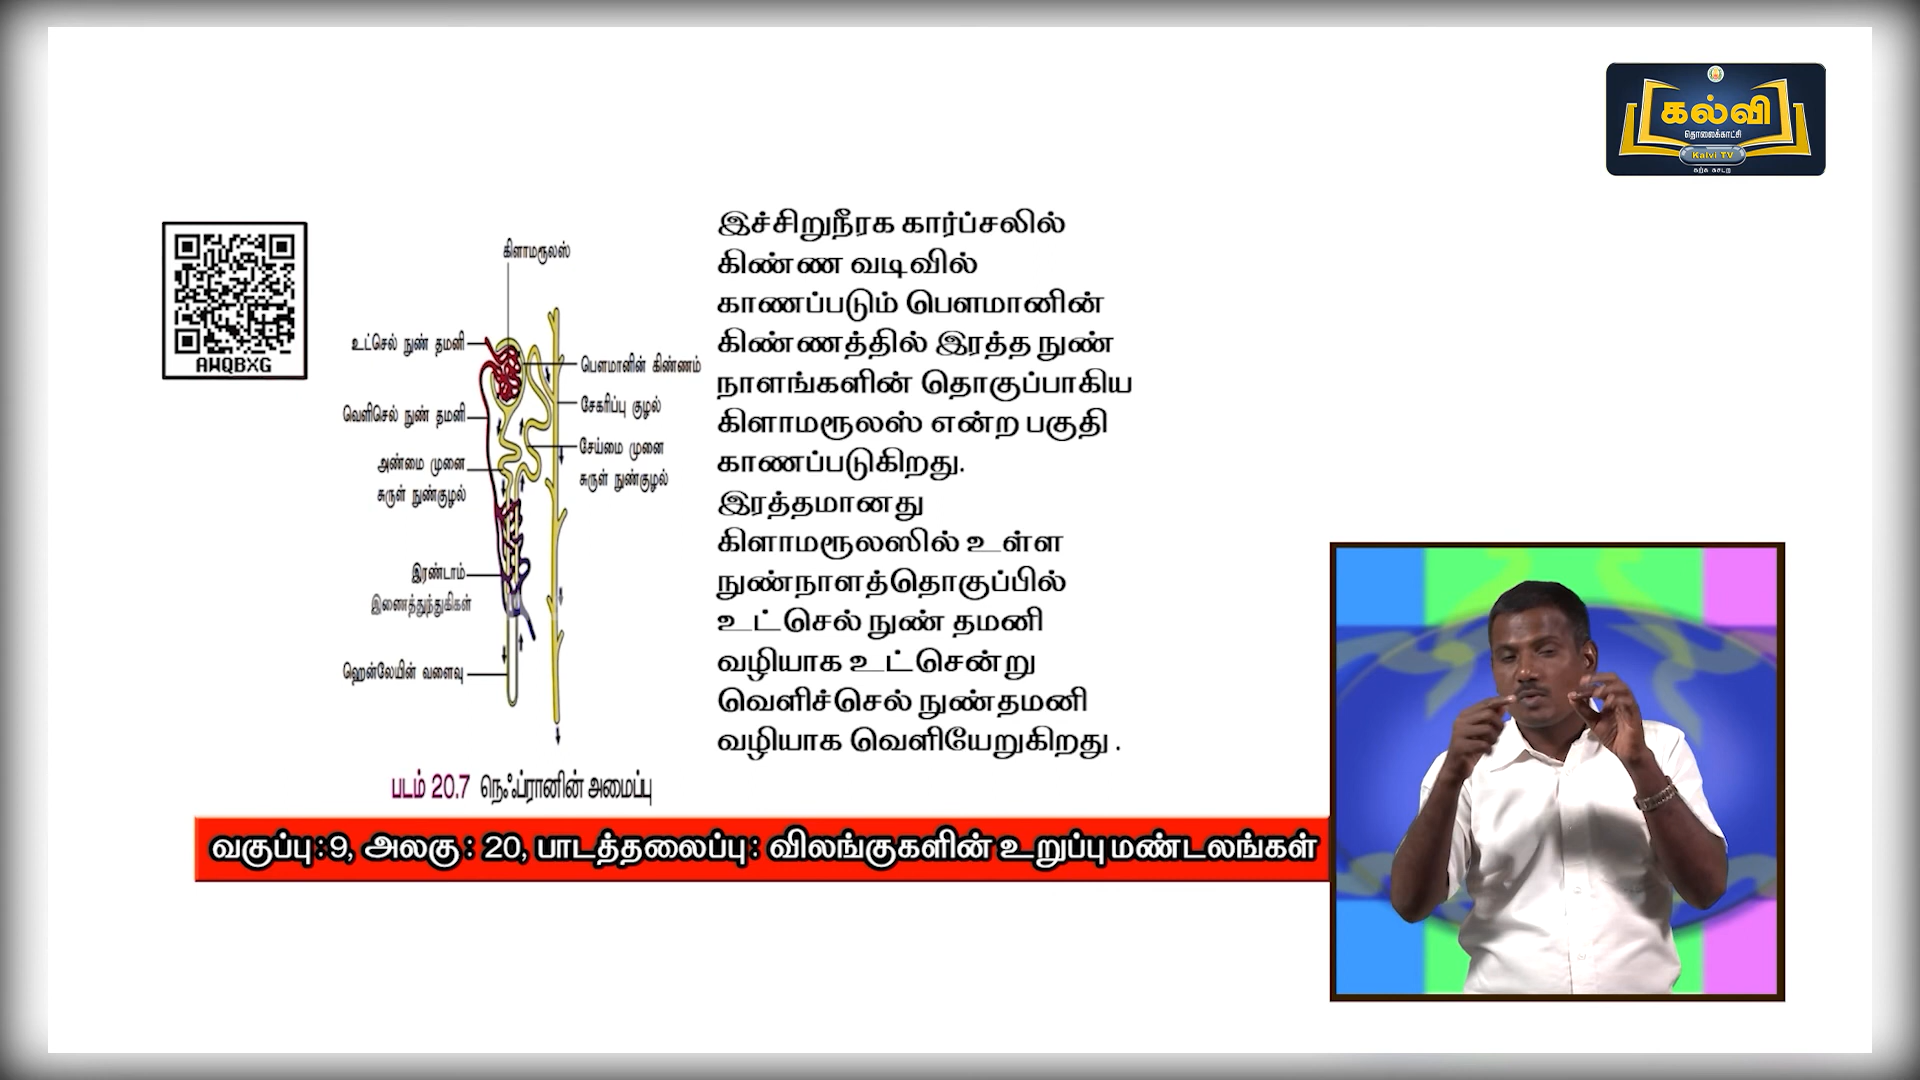 கல்வி
தொலைக்காட்சி
Kalvi TV
கற்க கசடற
AWQBXG
கிளாமரூலஸ்
உட்செல் நுண் தமனி
பௌமானின் கிண்ணம்
சேகரிப்பு குழல்
வெளிசெல் நுண் தமனி
சேய்மை முனை
சுருள் நுண்குழல்
அண்மை முனை
சுருள் நுண்குழல்
இரண்டாம்
இணைத்துந்துகிகள்
ஹென்லேயின் வளைவு
படம் 20.7 நெஃப்ரானின் அமைப்பு
இச்சிறுநீரக கார்ப்சலில்
கிண்ண வடிவில்
காணப்படும் பௌமானின்
கிண்ணத்தில் இரத்த நுண்
நாளங்களின் தொகுப்பாகிய
கிளாமரூலஸ் என்ற பகுதி
காணப்படுகிறது.
இரத்தமானது
கிளாமரூலஸில் உள்ள
நுண்நாளத்தொகுப்பில்
உட்செல் நுண் தமனி
வழியாக உட்சென்று
வெளிச்செல் நுண்தமனி
வழியாக வெளியேறுகிறது .
வகுப்பு :9, அலகு : 20, பாடத்தலைப்பு : விலங்குகளின் உறுப்பு மண்டலங்கள்